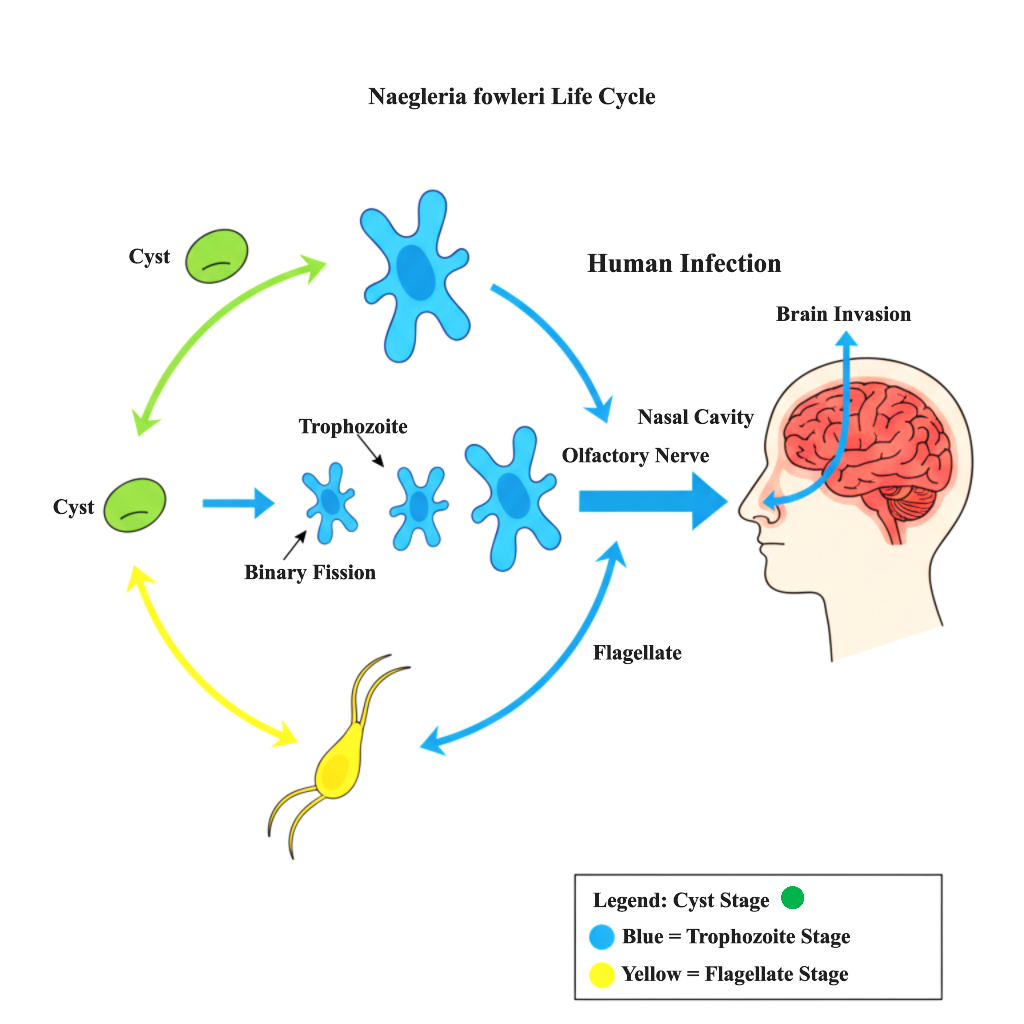 Naegleria fowleri Life Cycle
Cyst
Human Infection
Brain Invasion
Nasal Cavity
Trophozoite
Olfactory Nerve
Cyst
Binary Fission
Flagellate
Legend: Cyst Stage
Blue = Trophozoite Stage
Yellow = Flagellate Stage